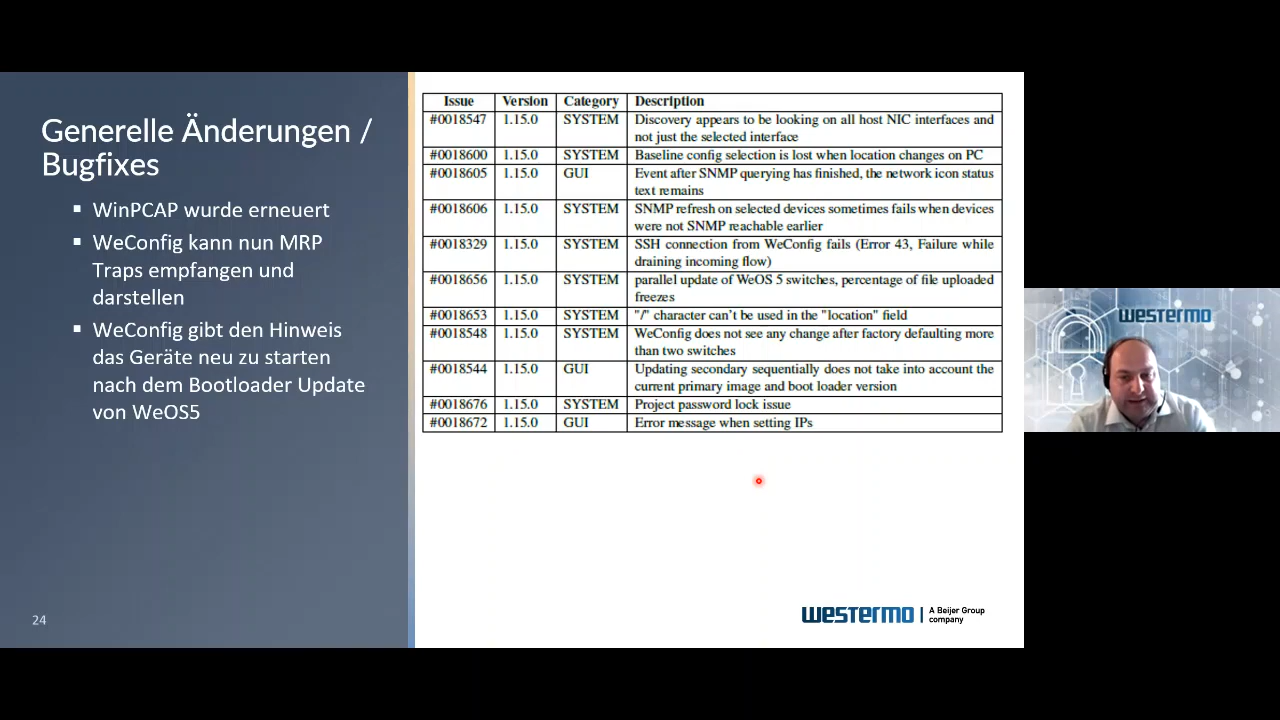 Generelle Änderungen /
Bugfixes
▪ WinPCAP wurde erneuert
▪ WeConfig kann nun MRP
Traps empfangen und
darstellen
▪ WeConfig gibt den Hinweis
das Geräte neu zu starten
nach dem Bootloader Update
von WeOS5
24
Issue Version Category Description
#0018547 1.15.0 SYSTEM Discovery appears to be looking on all host NIC interfaces and
not just the selected interface
#0018600 1.15.0 SYSTEM Baseline config selection is lost when location changes on PC
#0018605 1.15.0 GUI Event after SNMP querying has finished, the network icon status
text remains
#0018606 1.15.0 SYSTEM SNMP refresh on selected devices sometimes fails when devices
were not SNMP reachable earlier
#0018329 1.15.0 SYSTEM SSH connection from WeConfig fails (Error 43, Failure while
draining incoming flow)
#0018656 1.15.0 SYSTEM parallel update of WeOS 5 switches, percentage of file uploaded
freezes
#0018653 1.15.0 SYSTEM "/" character can't be used in the "location" field
#0018548 1.15.0 SYSTEM WeConfig does not see any change after factory defaulting more
than two switches
#0018544 1.15.0 GUI Updating secondary sequentially does not take into account the
current primary image and boot loader version
#0018676 1.15.0 SYSTEM Project password lock issue
#0018672 1.15.0 GUI Error message when setting IPs
westermo | A Beijer Group
company
westermo